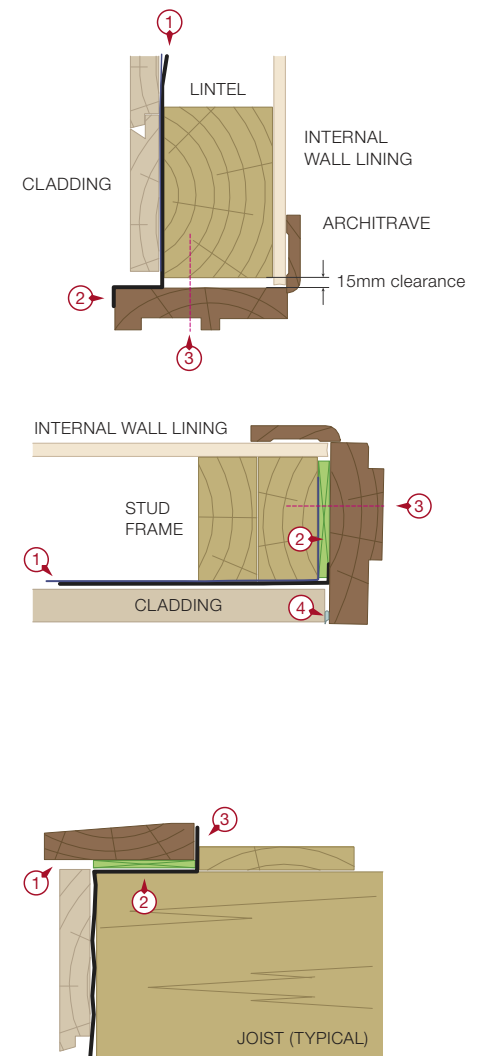 1
LINTEL
INTERNAL
WALL LINING
CLADDING
ARCHITRAVE
15mm clearance
2
3
INTERNAL WALL LINING
STUD
FRAME
3
2
1
CLADDING
4
3
1
2
JOIST (TYPICAL)